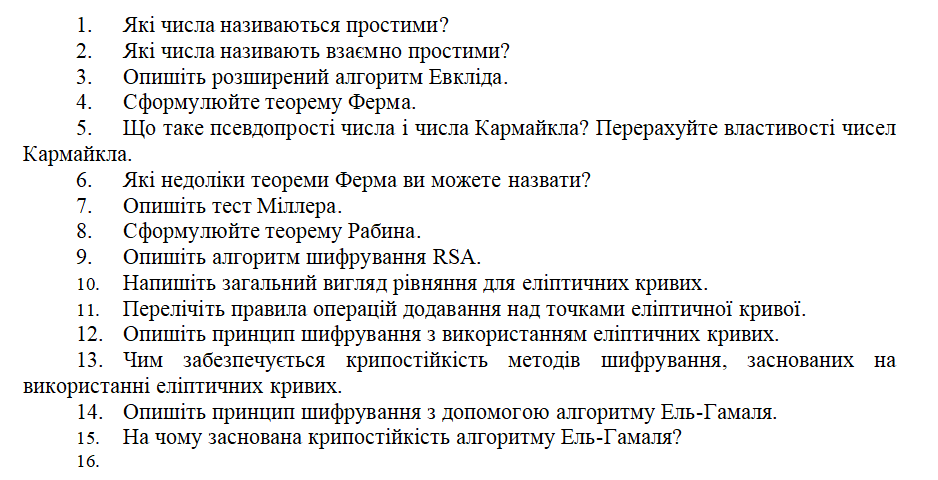 1. Які числа називаються простими?
2. Які числа називають взаємно простими?
3. Опишіть розширений алгоритм Евкліда.
4. Сформулюйте теорему Ферма.
5. Що таке псевдопрості числа і числа Кармайкла? Перерахуйте властивості чисел
Кармайкла.
6. Які недоліки теореми Ферма ви можете назвати?
7. Опишіть тест Міллера.
8. Сформулюйте теорему Рабина.
9. Опишіть алгоритм шифрування RSA.
10. Напишіть загальний вигляд рівняння для еліптичних кривих.
11. Перелічіть правила операцій додавання над точками еліптичної кривої.
12. Опишіть принцип шифрування з використанням еліптичних кривих.
13. Чим забезпечується крипостійкість методів шифрування, заснованих на
використанні еліптичних кривих.
14. Опишіть принцип шифрування з допомогою алгоритму Ель-Гамаля.
15. На чому заснована крипостійкість алгоритму Ель-Гамаля?
16.